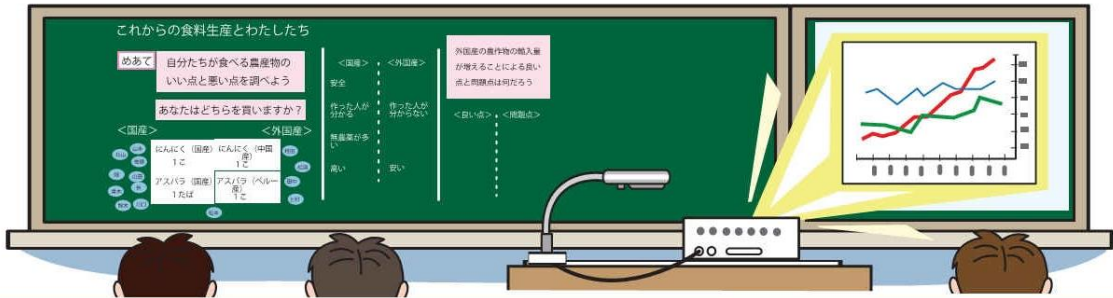 これからの食料生産とわたしたち
めあて
自分たちが食べる農産物の
いい点と悪い点を調べよう
あなたはどちらを買いますか？
＜国産＞
＜外国産＞
にんにく（国産）
1こ
にんにく（中国
産）
1こ
アスパラ（国産）
1たば
アスパラ（ペルー
産）
1こ
＜国産＞
＜外国産＞
安全
作った人が
分かる
作った人が
分からない
無農薬が多
い
高い
安い
外国産の農作物の輸入量
が増えることによる良い
点と問題点は何だろう
＜良い点＞
＜問題点＞